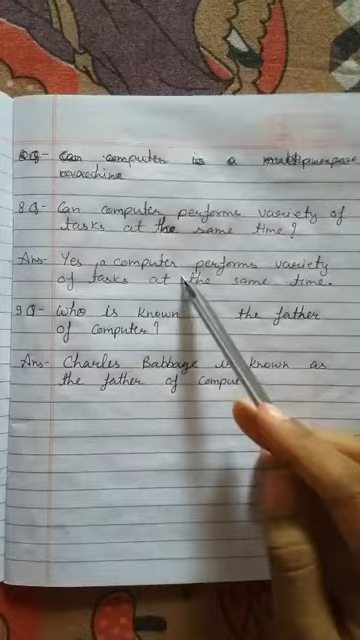 Can computer is a multipurpose
machine
8Q- Can computer performs variety of
tasks at the same time?
Ans- Yes, a computer performs variety
of tasks at the same time.
9Q- Who is known the father
of computer?
Ans- Charles Babbage is known as
the father of compu